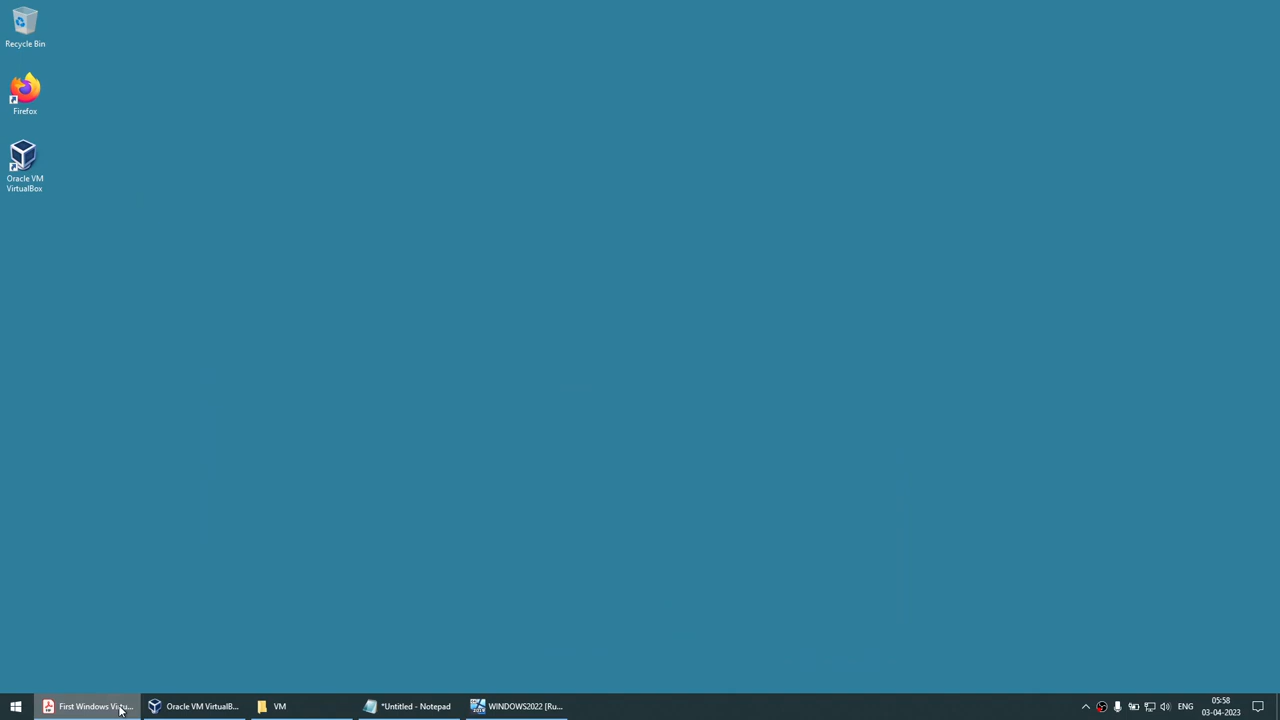 Recycle Bin
Firefox
Oracle VM
VirtualBox
First Windows Virtu...
Oracle VM VirtualB...
VM
*Untitled - Notepad
WINDOWS2022 [Ru...
ENG
05:58
03-04-2023